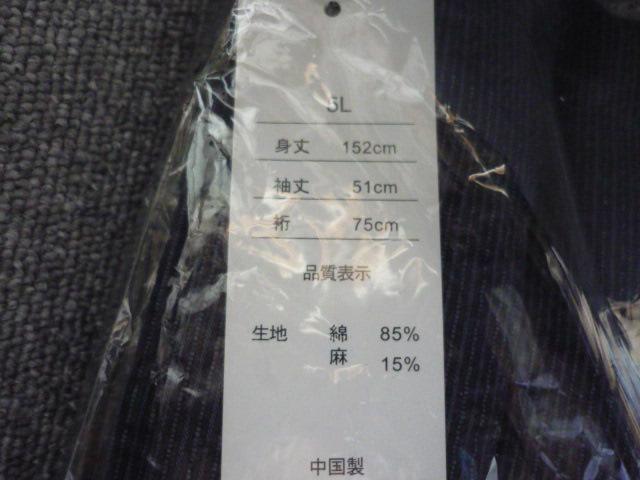 5L
身丈 152cm
袖丈 51cm
裄 75cm
品質表示
生地 綿 85%
麻 15%
中国製